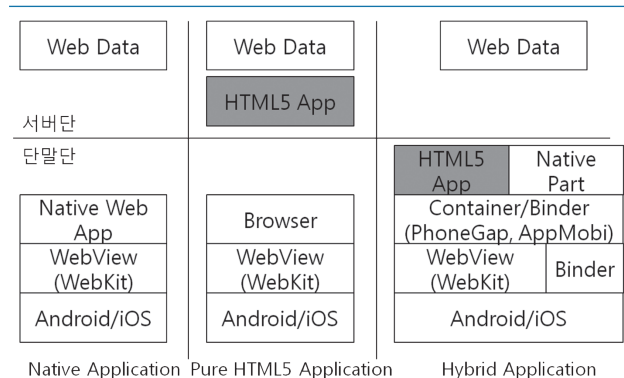 Web Data
Web Data
Web Data
HTML5 App
서버단
단말단
HTML5
App
Native
Part
Native Web
App
Browser
Container/Binder
(PhoneGap, AppMobi)
WebView
(WebKit)
WebView
(WebKit)
WebView
(WebKit)
Binder
Android/iOS
Android/iOS
Android/iOS
Native Application
Pure HTML5 Application
Hybrid Application